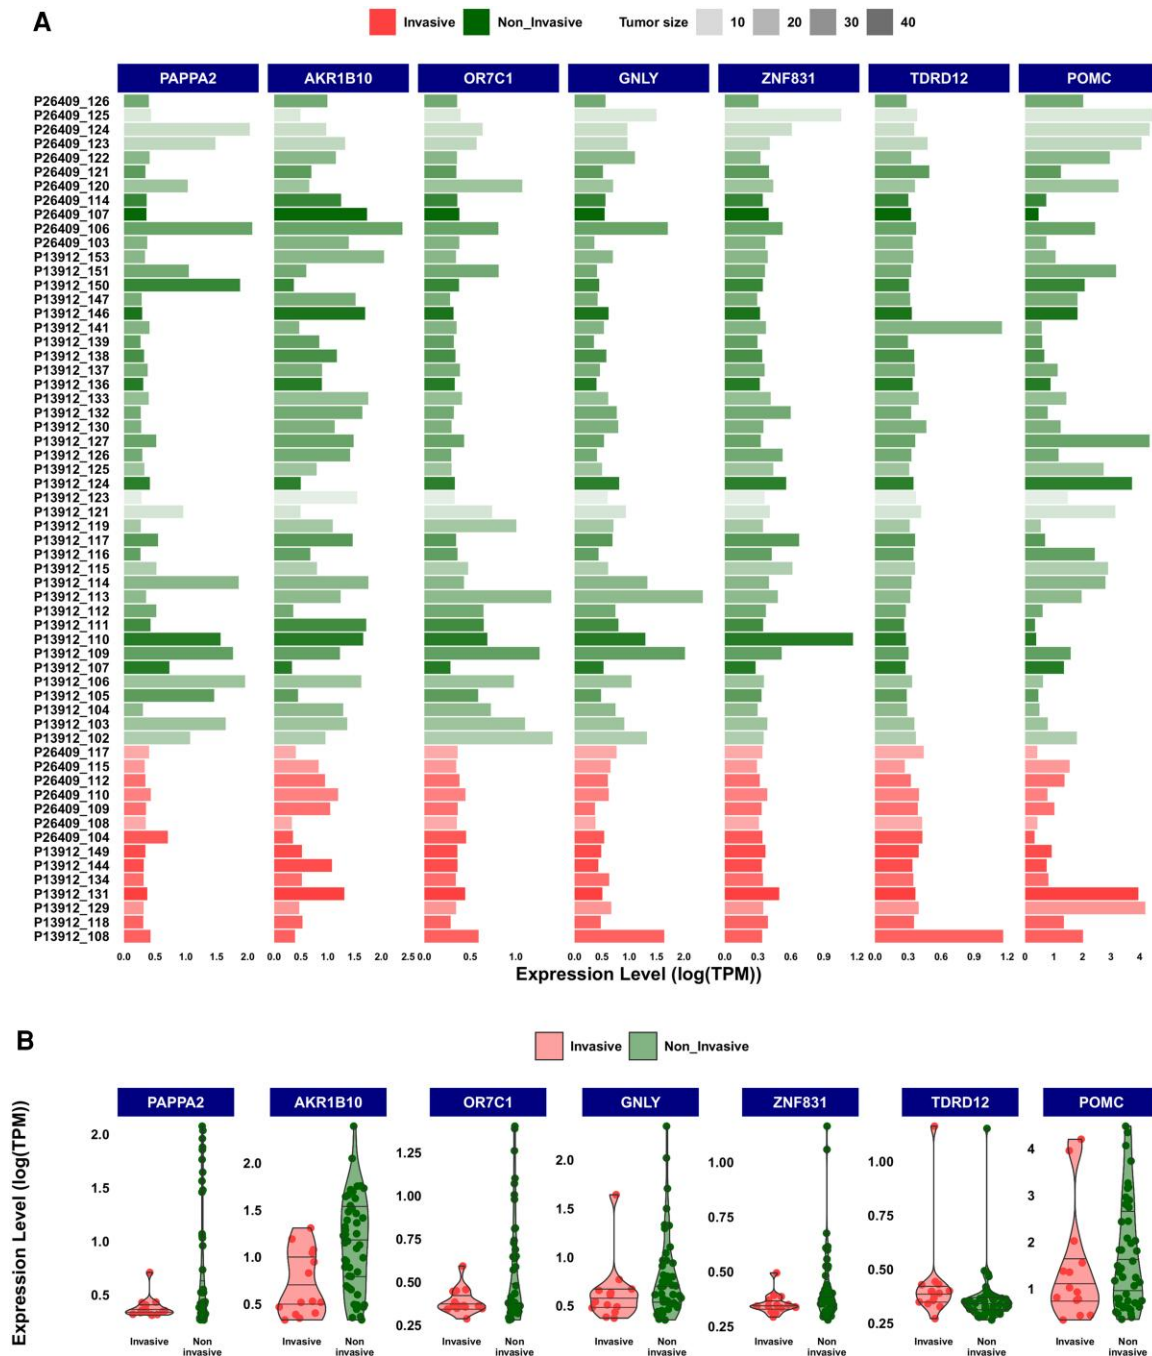 A
Invasive Non_Invasive Tumor size 10 20 30 40
PAPPA2 AKR1B10 OR7C1 GNLY ZNF831 TDRD12 POMC
P26409_126
P26409_125
P26409_124
P26409_123
P26409_122
P26409_121
P26409_120
P26409_114
P26409_107
P26409_106
P26409_103
P13912_153
P13912_151
P13912_150
P13912_147
P13912_146
P13912_141
P13912_139
P13912_138
P13912_137
P13912_136
P13912_133
P13912_132
P13912_130
P13912_127
P13912_126
P13912_125
P13912_124
P13912_123
P13912_121
P13912_119
P13912_117
P13912_116
P13912_115
P13912_114
P13912_113
P13912_112
P13912_111
P13912_110
P13912_109
P13912_107
P13912_106
P13912_105
P13912_104
P13912_103
P13912_102
P26409_117
P26409_115
P26409_112
P26409_110
P26409_109
P26409_108
P26409_104
P13912_149
P13912_144
P13912_134
P13912_131
P13912_129
P13912_118
P13912_108
0.0 0.5 1.0 1.5 2.0 0.0 0.5 1.0 1.5 2.0 2.5 0.0 0.5 1.0 0.0 0.5 1.0 1.5 2.0 0.0 0.3 0.6 0.9 1.2 0.0 0.3 0.6 0.9 1.2 0 1 2 3 4
Expression Level (log(TPM))
B
Invasive Non_Invasive
PAPPA2 AKR1B10 OR7C1 GNLY ZNF831 TDRD12 POMC
Expression Level (log(TPM))
2.0
1.5
1.0
0.5
2.0
1.5
1.0
0.5
1.25
1.00
0.75
0.50
0.25
2.0
1.5
1.0
0.5
1.00
0.75
0.50
0.25
1.00
0.75
0.50
0.25
4
3
2
1
Invasive Non Invasive Non Invasive Non Invasive Non Invasive Non Invasive Non Invasive Non
invasive invasive invasive invasive invasive invasive invasive